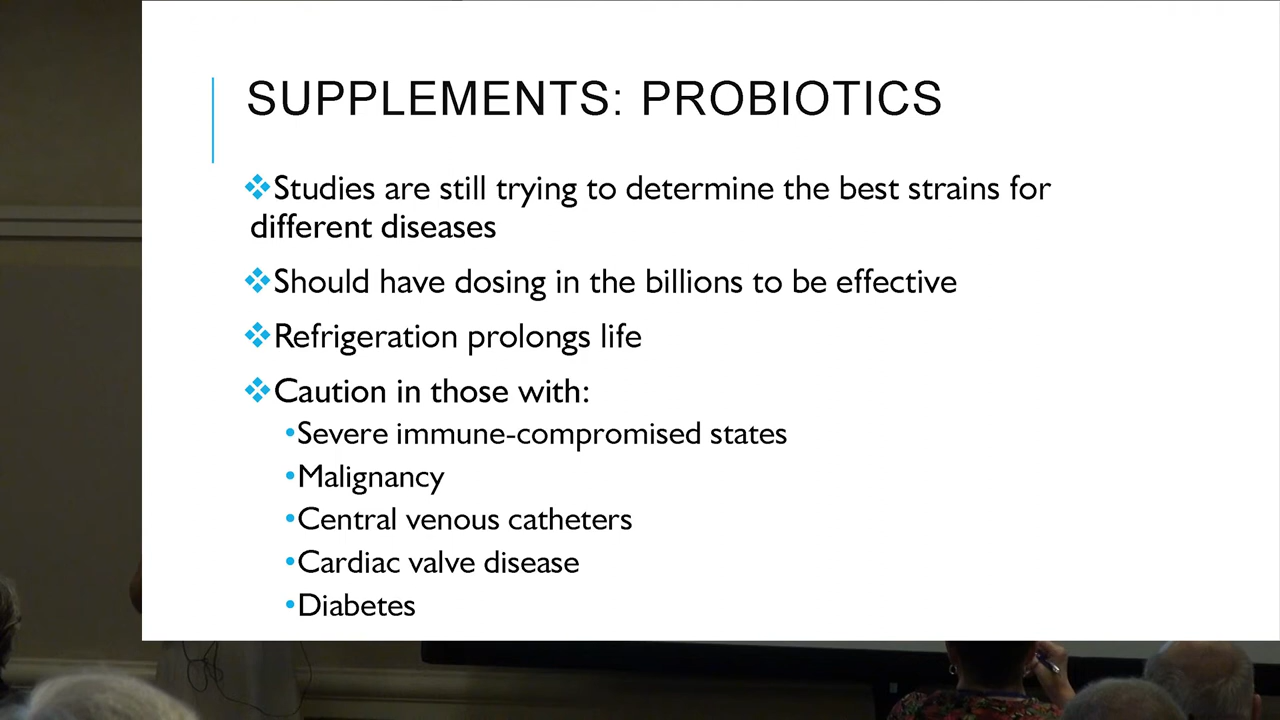 SUPPLEMENTS: PROBIOTICS
❖Studies are still trying to determine the best strains for
different diseases
❖Should have dosing in the billions to be effective
❖Refrigeration prolongs life
❖Caution in those with:
•Severe immune-compromised states
•Malignancy
•Central venous catheters
•Cardiac valve disease
•Diabetes